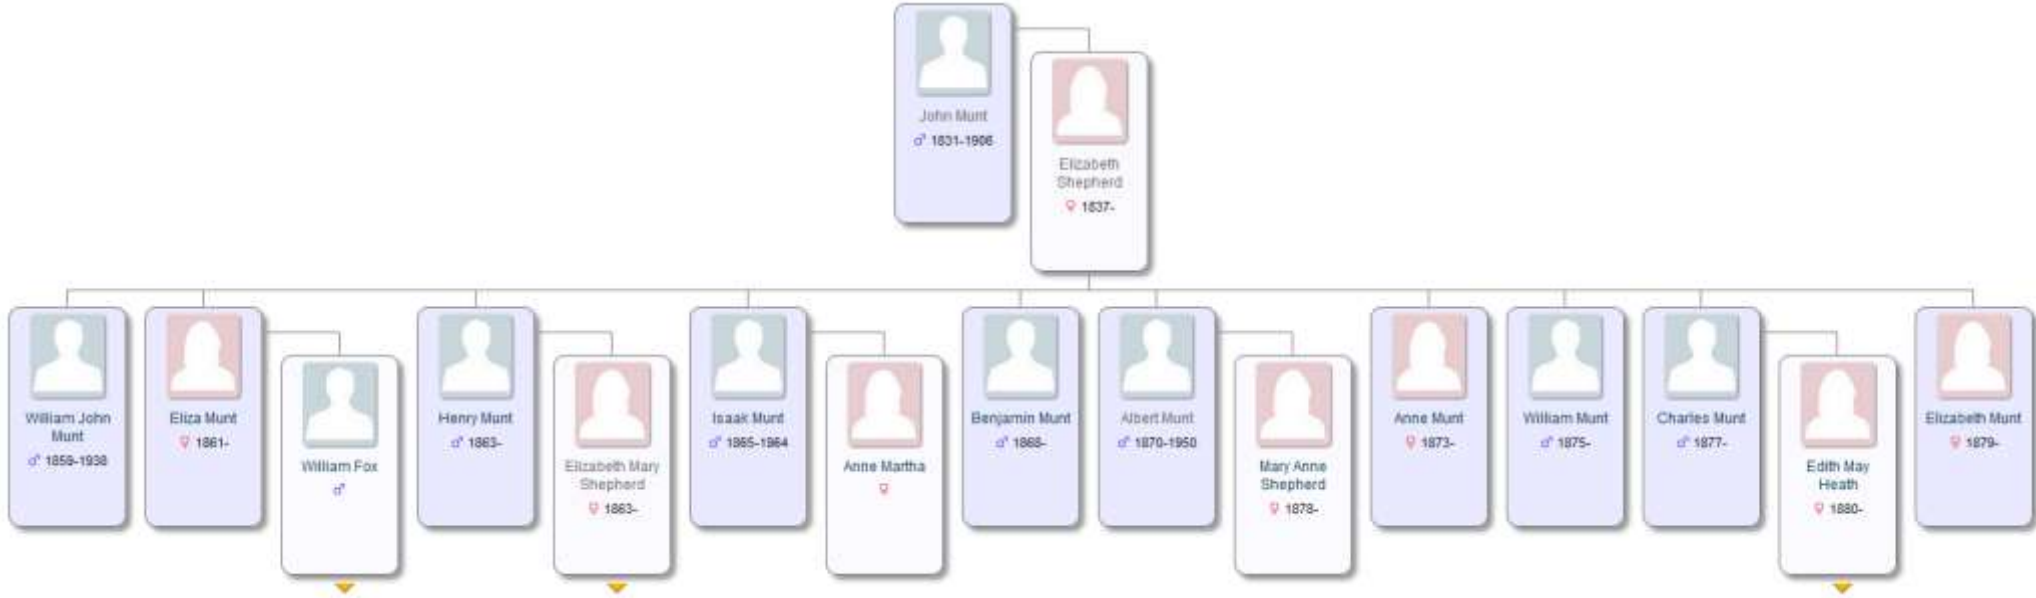 John Munt
♂ 1831-1906
Elizabeth
Shepherd
♀ 1837-
William John
Munt
♂ 1859-1938
Eliza Munt
♀ 1861-
William Fox
♂
Henry Munt
♂ 1863-
Elizabeth Mary
Shepherd
♀ 1863-
Isaak Munt
♂ 1865-1964
Anne Martha
♀
Benjamin Munt
♂ 1868-
Albert Munt
♂ 1870-1950
Mary Anne
Shepherd
♀ 1878-
Anne Munt
♀ 1873-
William Munt
♂ 1875-
Charles Munt
♂ 1877-
Edith May
Heath
♀ 1880-
Elizabeth Munt
♀ 1879-